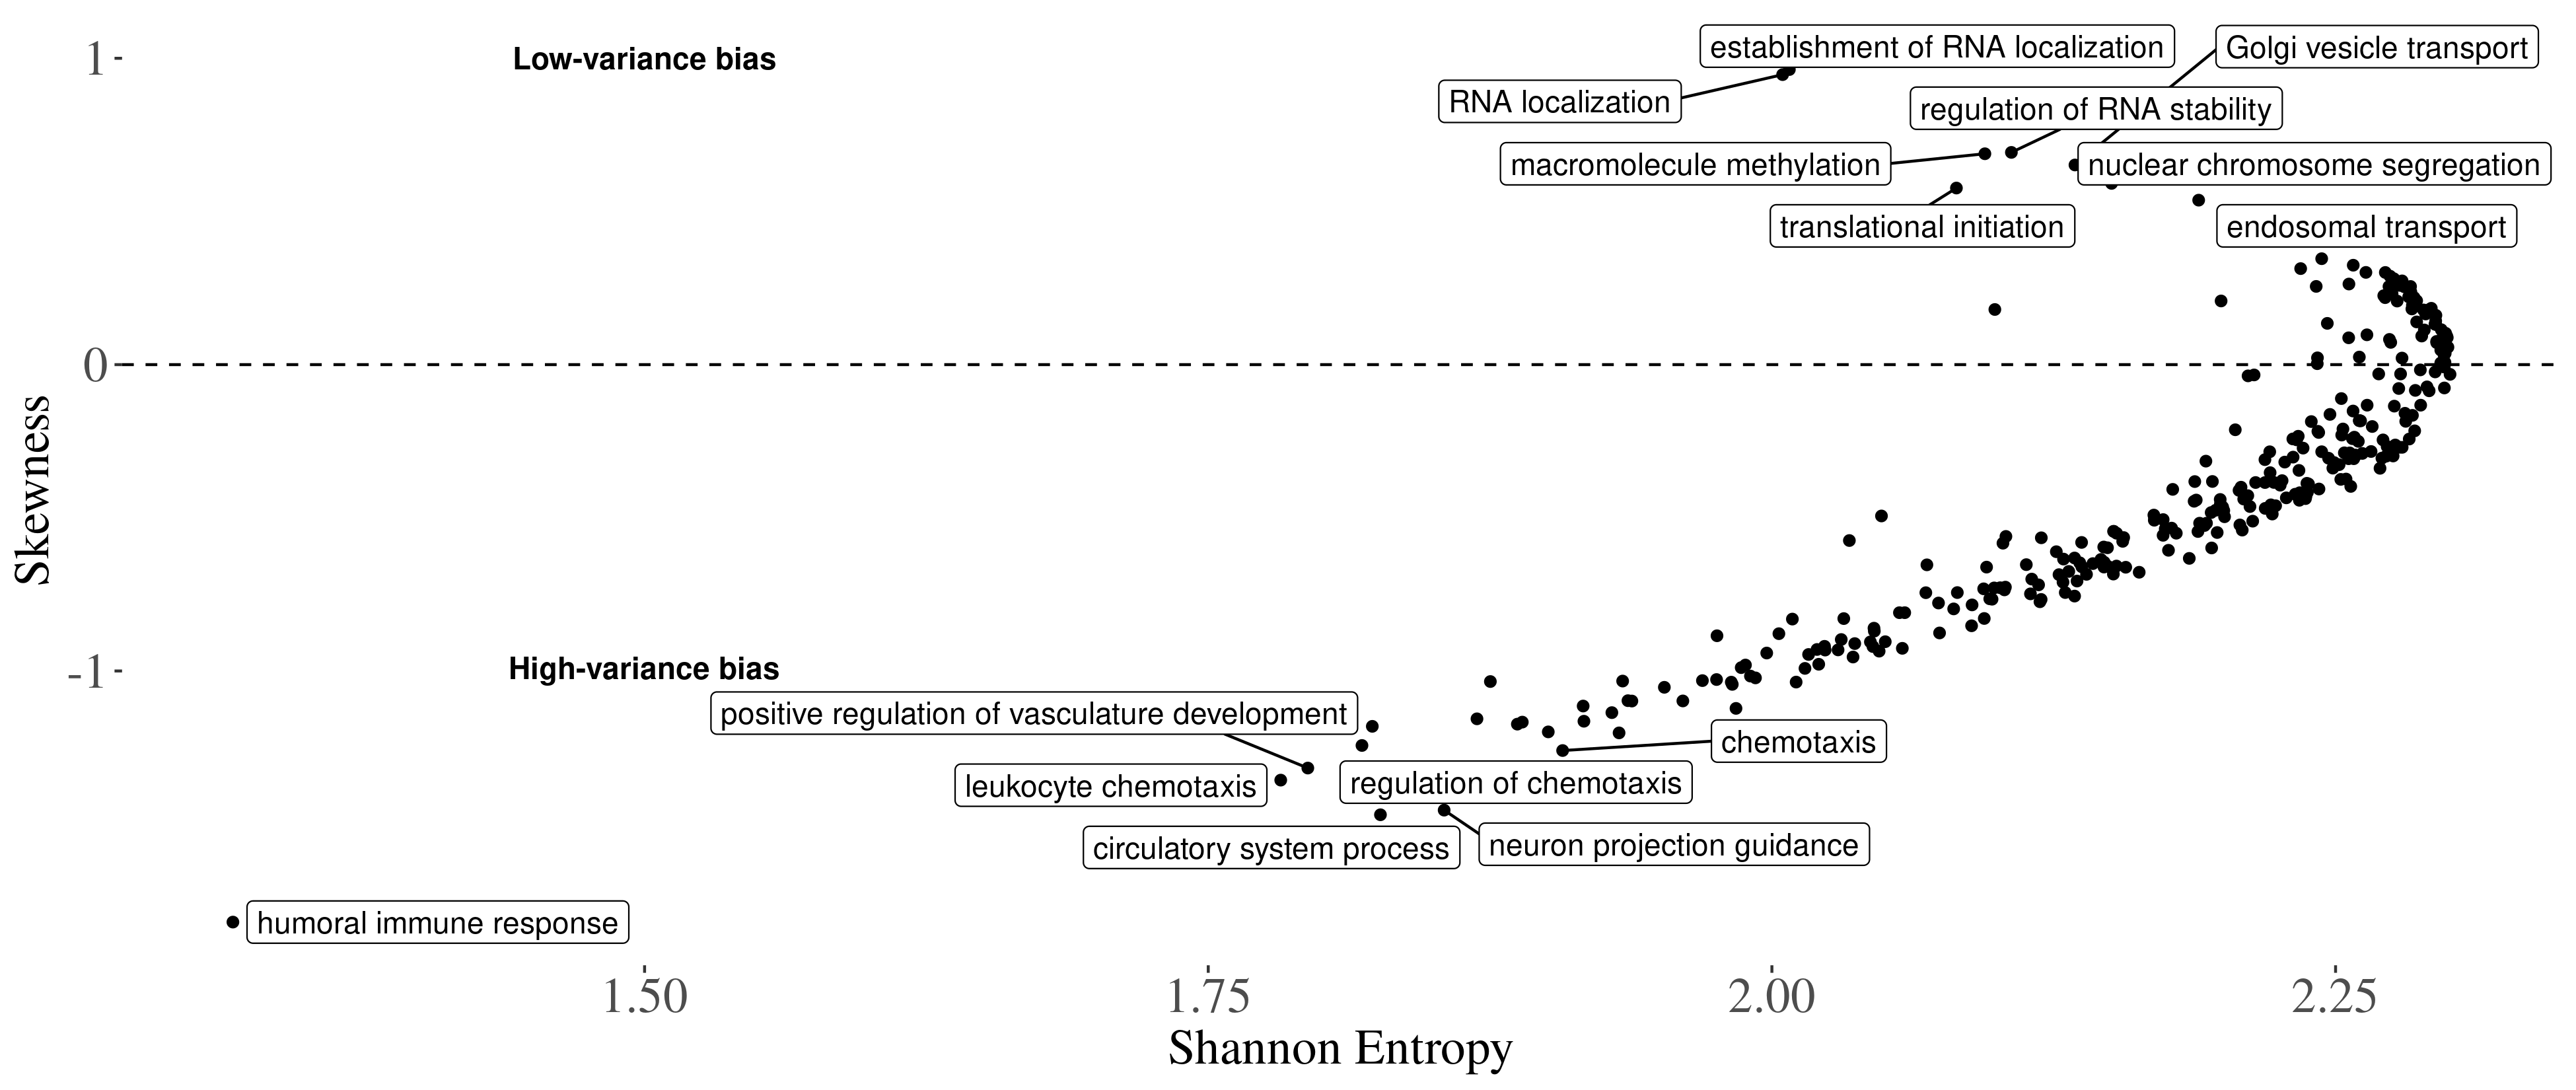 1
Low-variance bias
establishment of RNA localization
Golgi vesicle transport
RNA localization
regulation of RNA stability
macromolecule methylation
nuclear chromosome segregation
translational initiation
endosomal transport
0
Skewness
-1
High-variance bias
positive regulation of vasculature development
chemotaxis
leukocyte chemotaxis
regulation of chemotaxis
circulatory system process
neuron projection guidance
humoral immune response
1.50
1.75
2.00
2.25
Shannon Entropy